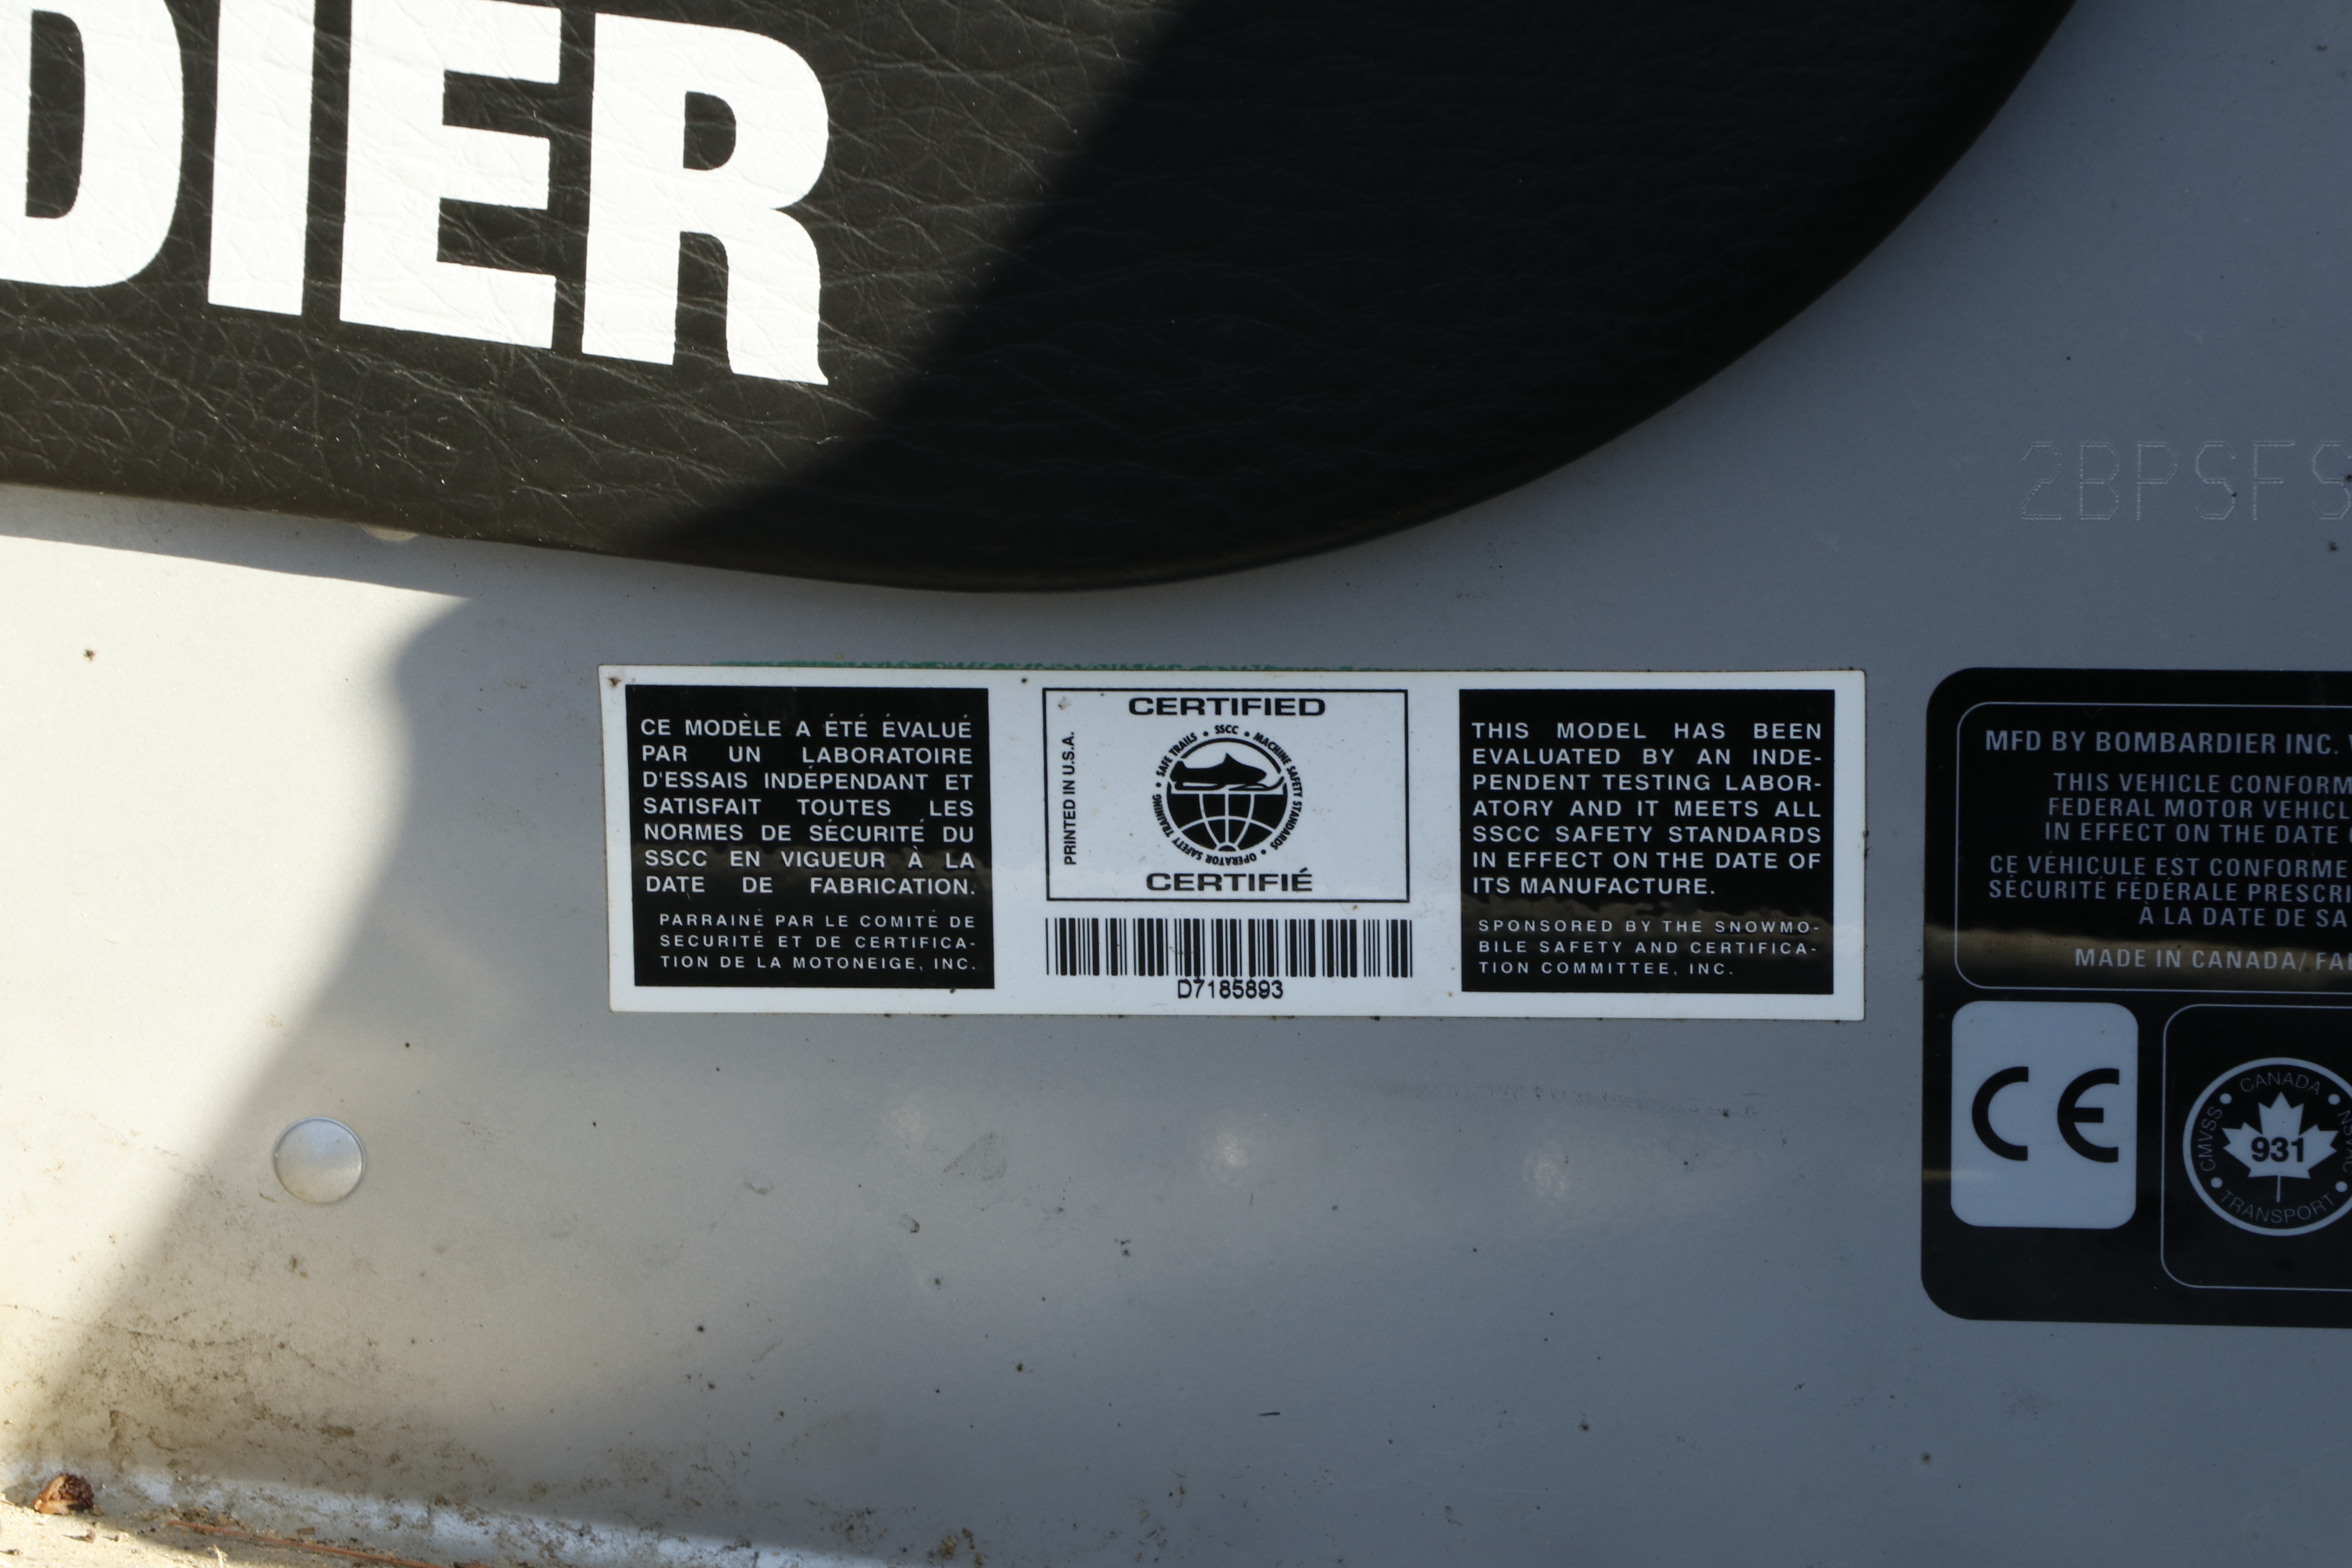 DIER
2BPSFS
CE MODÈLE A ÉTÉ ÉVALUÉ
PAR UN LABORATOIRE
D'ESSAIS INDÉPENDANT ET
SATISFAIT TOUTES LES
NORMES DE SÉCURITÉ DU
SSCC EN VIGUEUR À LA
DATE DE FABRICATION.
PARRAINÉ PAR LE COMITÉ DE
SECURITÉ ET DE CERTIFICA-
TION DE LA MOTONEIGE, INC.
CERTIFIED
PRINTED IN U.S.A.
SAFE TRAILS • SSCC • MACHINE SAFETY STANDARDS • OPERATOR SAFETY TRAINING •
CERTIFIÉ
D7185893
THIS MODEL HAS BEEN
EVALUATED BY AN INDE-
PENDENT TESTING LABOR-
ATORY AND IT MEETS ALL
SSCC SAFETY STANDARDS
IN EFFECT ON THE DATE OF
ITS MANUFACTURE.
SPONSORED BY THE SNOWMO-
BILE SAFETY AND CERTIFICA-
TION COMMITTEE, INC.
MFD BY BOMBARDIER INC.
THIS VEHICLE CONFORM
FEDERAL MOTOR VEHICL
IN EFFECT ON THE DATE
CE VÉHICULE EST CONFORME
SÉCURITÉ FÉDÉRALE PRESCRI
À LA DATE DE SA
MADE IN CANADA/ FA
CE
CANADA
CMVSS
931
TRANSPORT